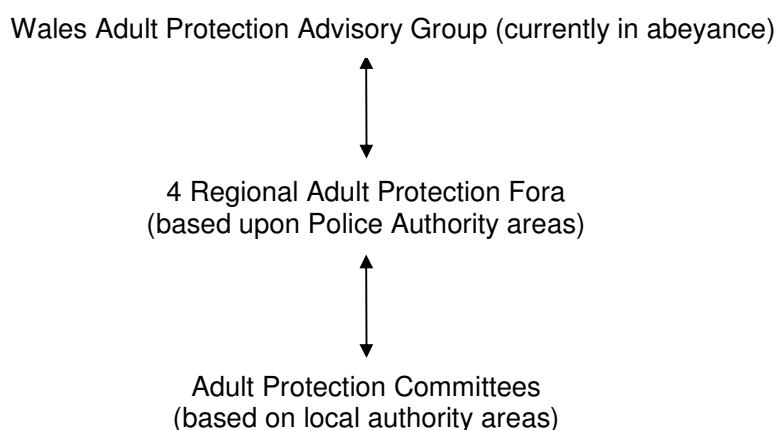 Wales Adult Protection Advisory Group (currently in abeyance)
4 Regional Adult Protection Fora
(based upon Police Authority areas)
Adult Protection Committees
(based on local authority areas)